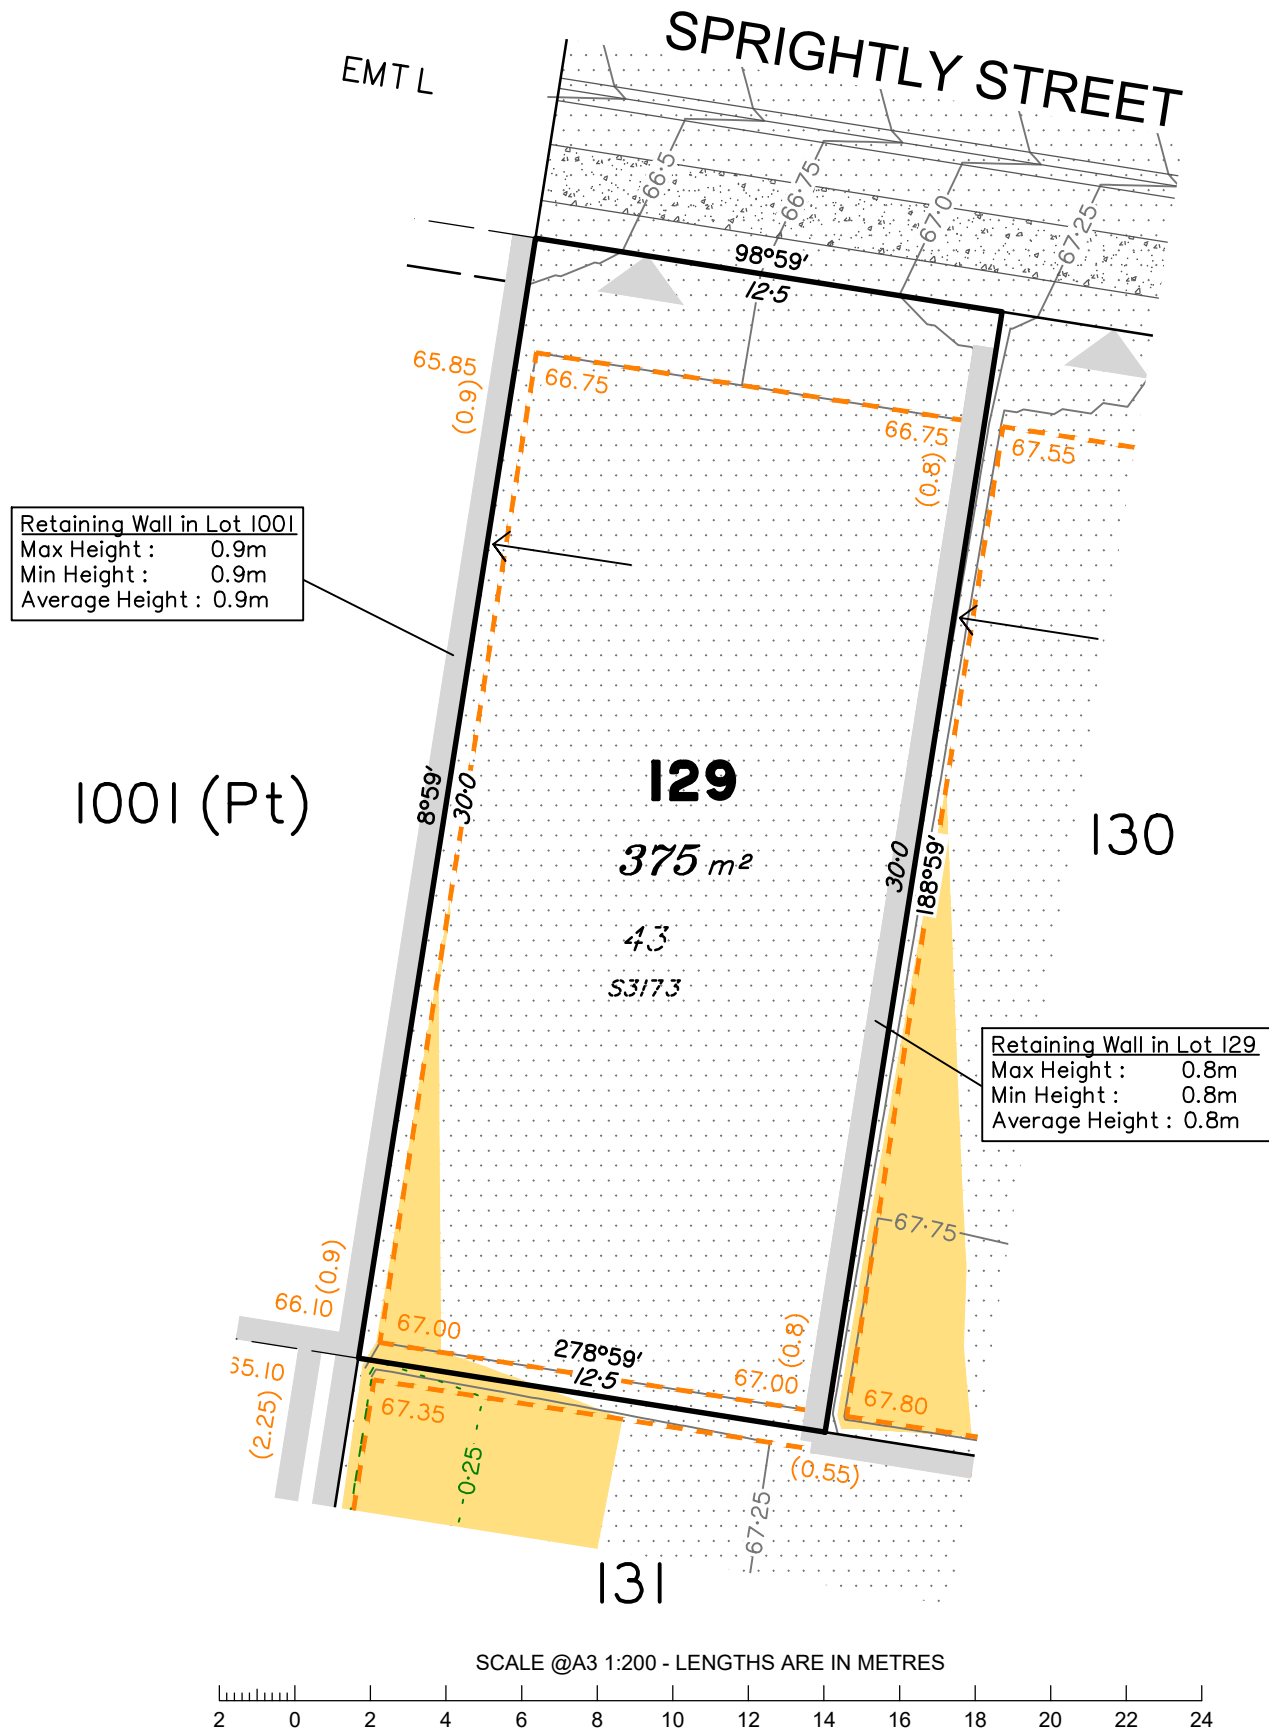 SPRIGHTLY STREET
EMT L
66·5
66·75
67·0
67·25
98°59'
12·5
65.85
(0.9)
66.75
66.75
(0.8)
67.55
Retaining Wall in Lot 1001
Max Height : 0.9m
Min Height : 0.9m
Average Height : 0.9m
1001 (Pt)
8°59'
30·0
129
375 m²
43
S3173
30·0
188°59'
130
Retaining Wall in Lot 129
Max Height : 0.8m
Min Height : 0.8m
Average Height : 0.8m
67·75
66.10
(0.9)
67.00
278°59'
12·5
67.00
(0.8)
67.80
(2.25)
67.35
0·25
(0.55)
67·25
131
SCALE @A3 1:200 - LENGTHS ARE IN METRES
2 0 2 4 6 8 10 12 14 16 18 20 22 24